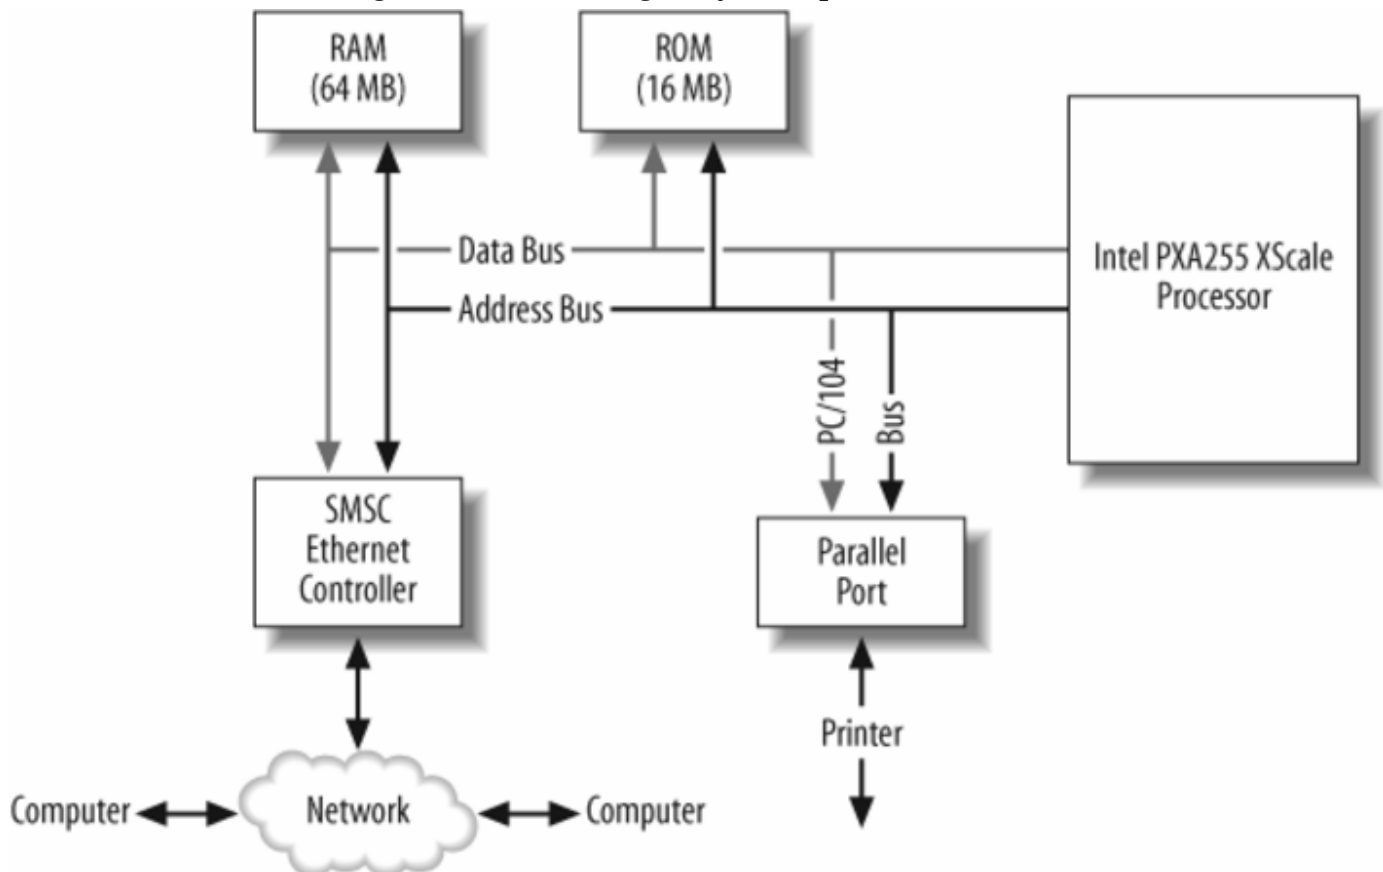 RAM
(64 MB)
ROM
(16 MB)
Intel PXA255 XScale
Processor
Data Bus
Address Bus
PC/104
Bus
SMSC
Ethernet
Controller
Parallel
Port
Printer
Computer
Network
Computer